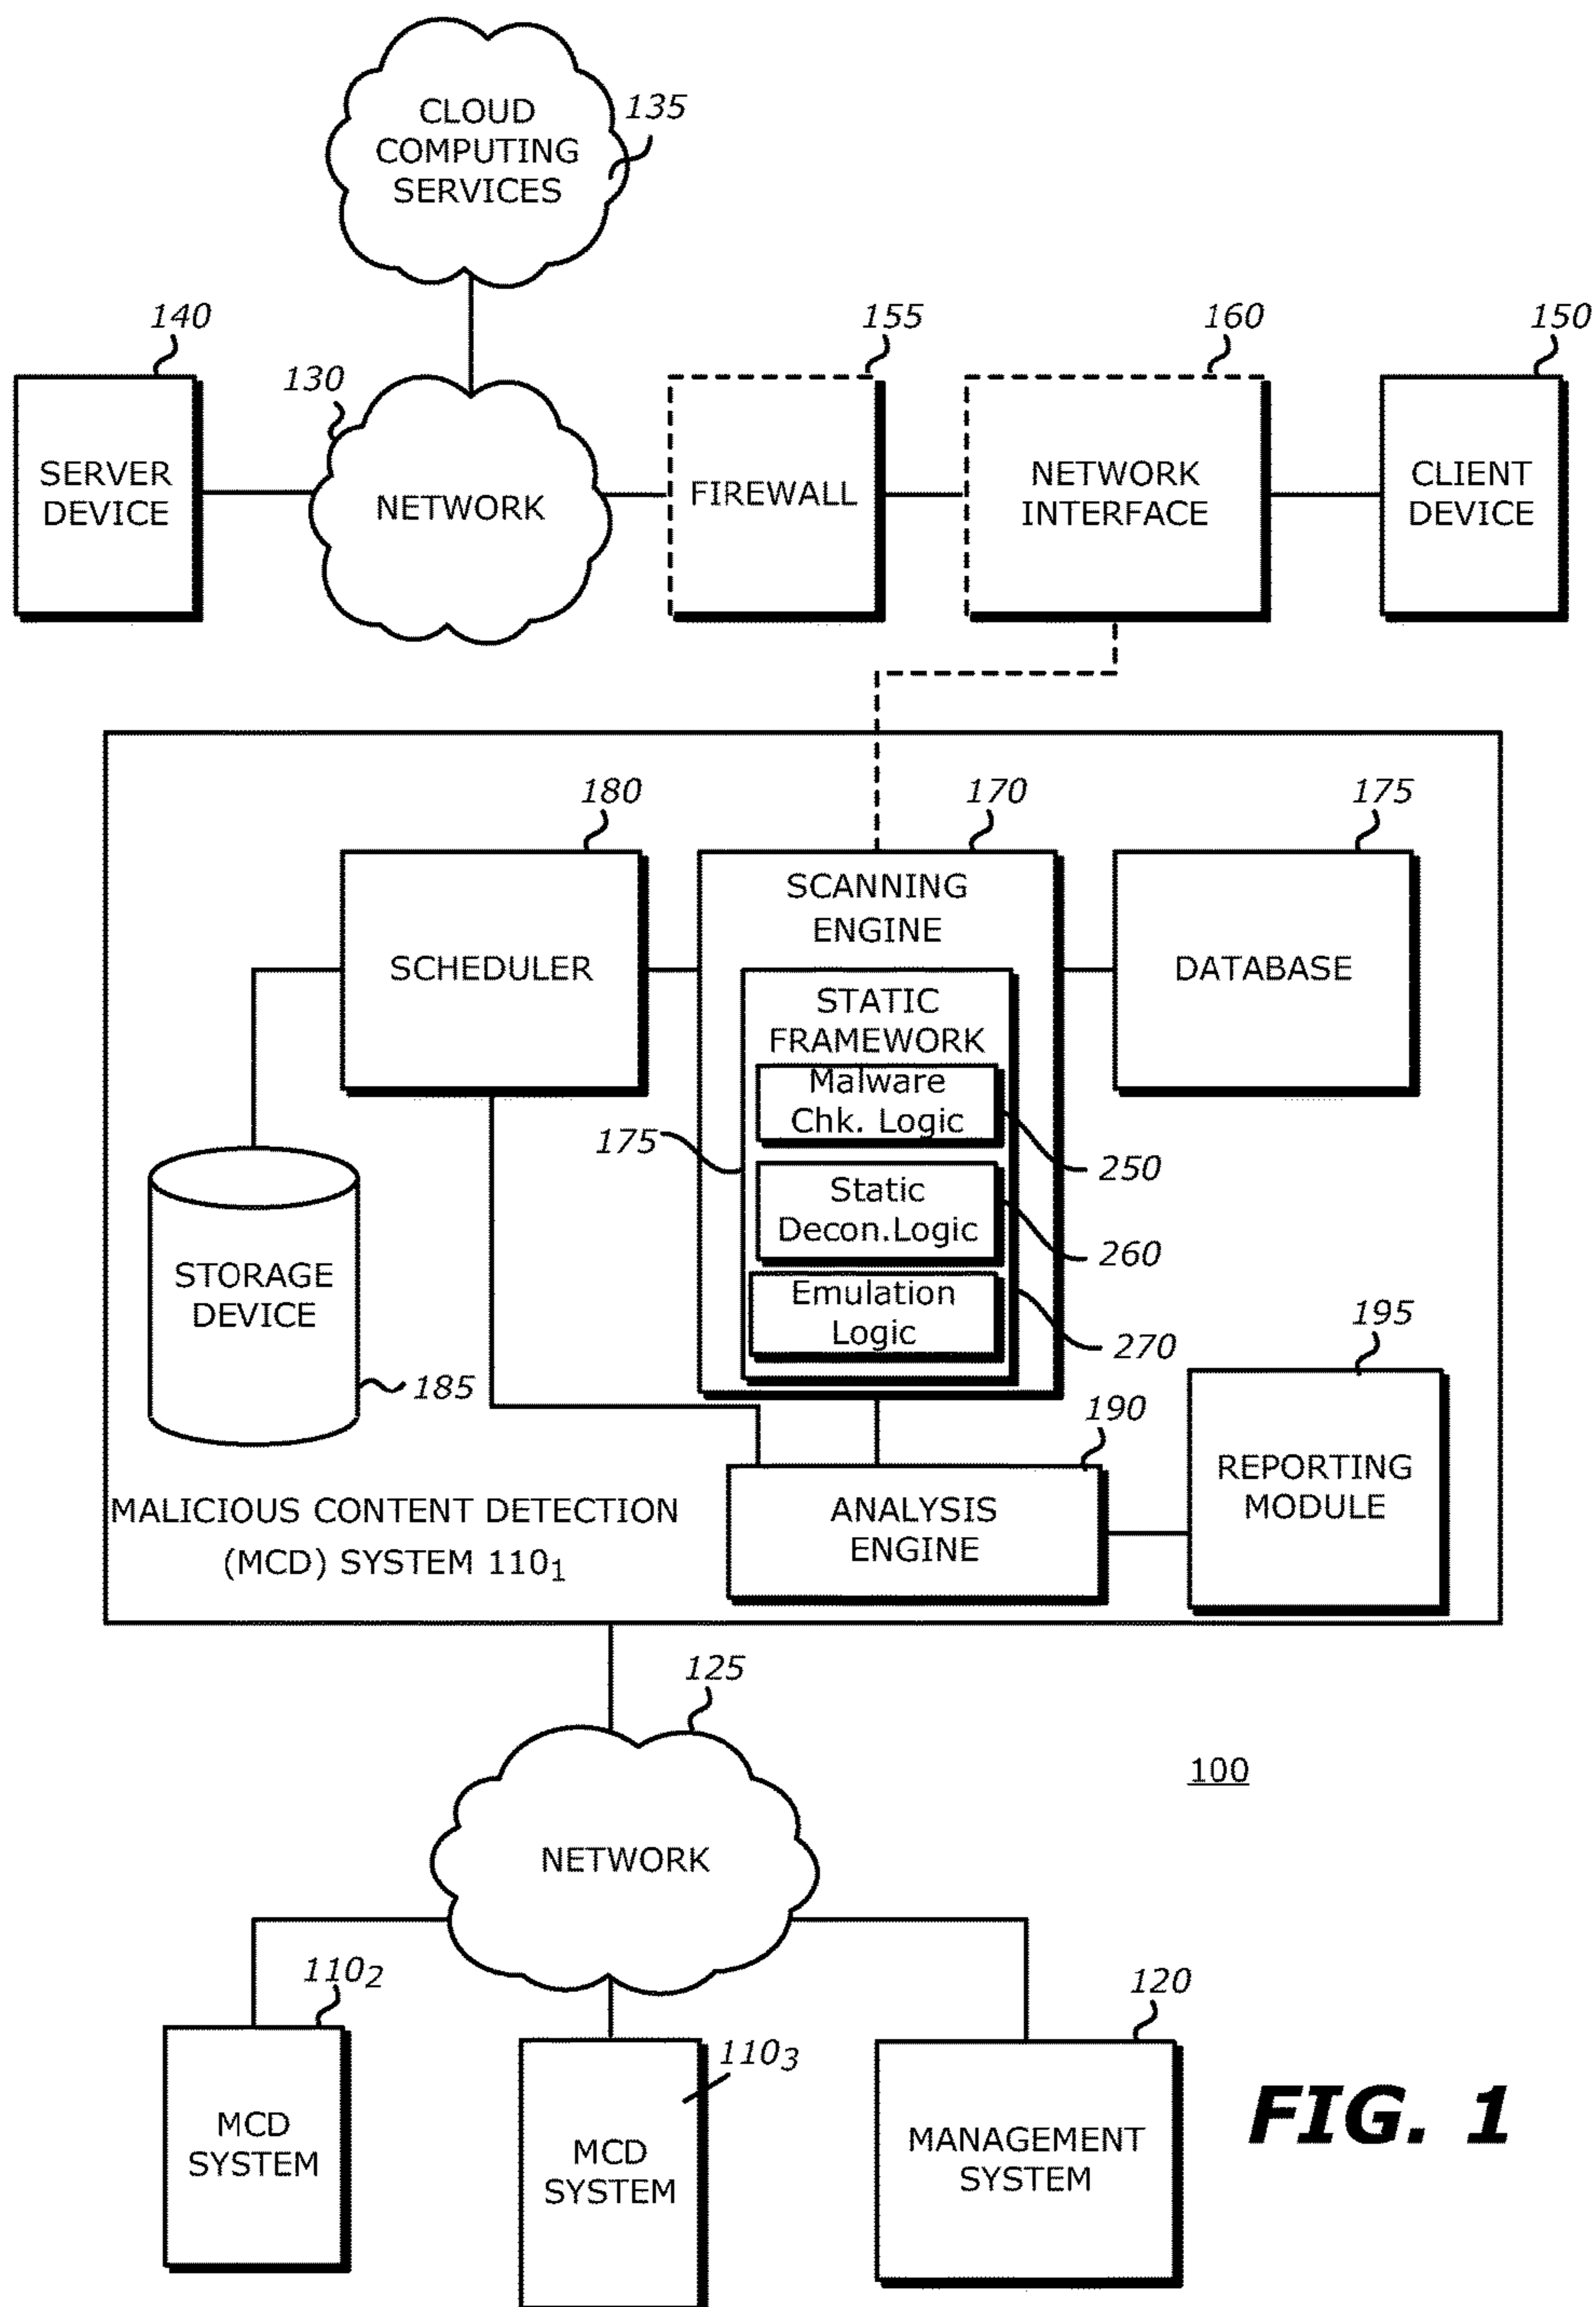 CLOUD
COMPUTING
SERVICES
135
140
130
155
160
150
SERVER
DEVICE
NETWORK
FIREWALL
NETWORK
INTERFACE
CLIENT
DEVICE
180
170
175
SCHEDULER
SCANNING
ENGINE
DATABASE
STATIC
FRAMEWORK
Malware
Chk. Logic
175
250
Static
Decon.Logic
260
Emulation
Logic
270
STORAGE
DEVICE
185
195
190
REPORTING
MODULE
ANALYSIS
ENGINE
MALICIOUS CONTENT DETECTION
(MCD) SYSTEM 110₁
125
100
NETWORK
110₂
110₃
120
MCD
SYSTEM
MCD
SYSTEM
MANAGEMENT
SYSTEM
FIG. 1